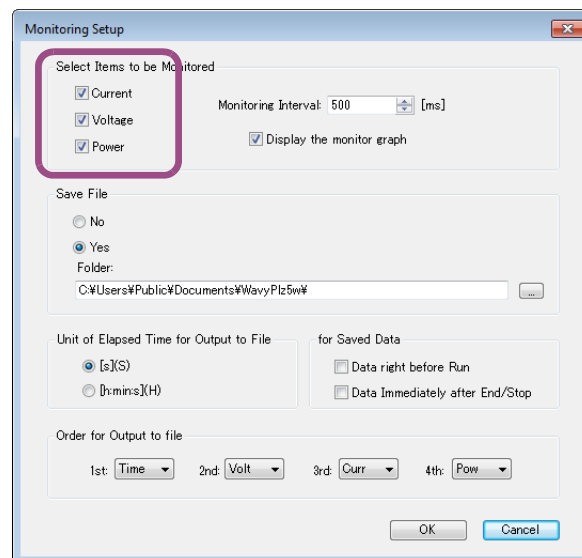 Monitoring Setup
Select Items to be Monitored
Current
Voltage
Power
Monitoring Interval: 500 [ms]
Display the monitor graph
Save File
No
Yes
Folder:
C:¥Users¥Public¥Documents¥WavyPlz5w¥
...
Unit of Elapsed Time for Output to File
[s](S)
[h:min:s](H)
for Saved Data
Data right before Run
Data Immediately after End/Stop
Order for Output to file
1st: Time 2nd: Volt 3rd: Curr 4th: Pow
OK Cancel